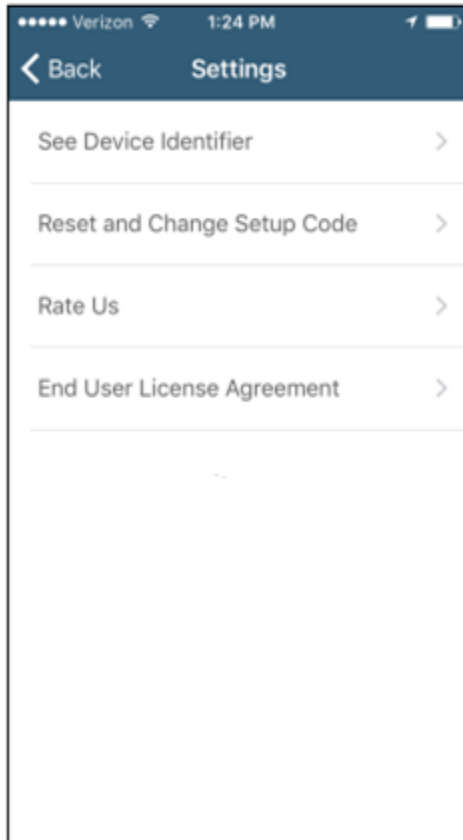 Verizon 1:24 PM
Back Settings
See Device Identifier
Reset and Change Setup Code
Rate Us
End User License Agreement